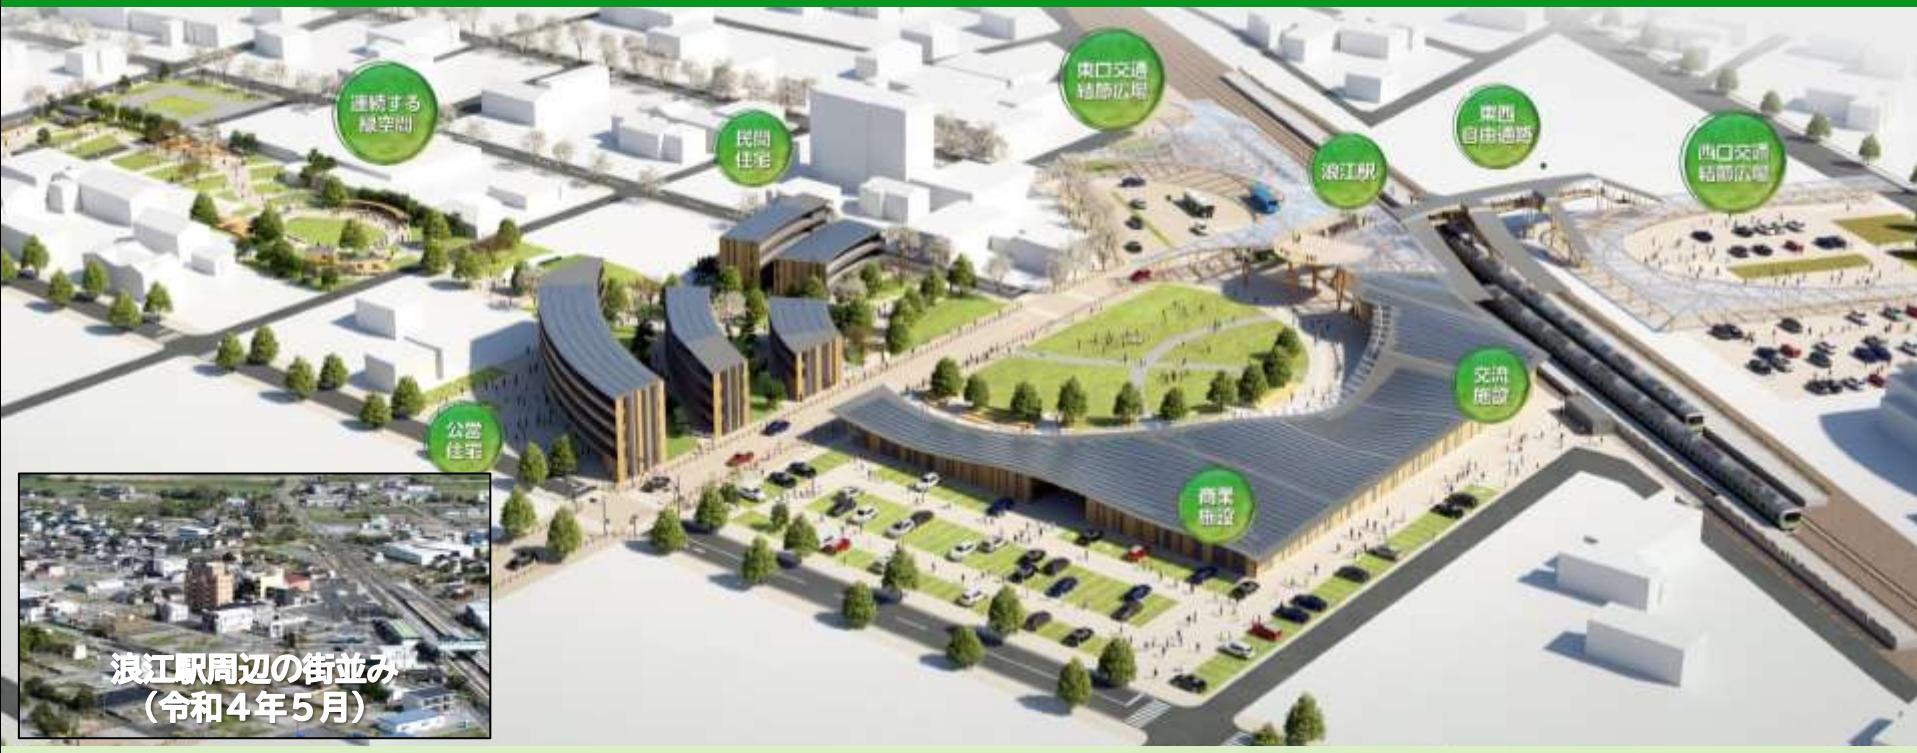 東口交通
結節広場
連続する
緑空間
東西
自由通路
民間
住宅
西口交通
結節広場
浪江駅
交流
施設
公営
住宅
商業
施設
浪江駅周辺の街並み
（令和４年５月）